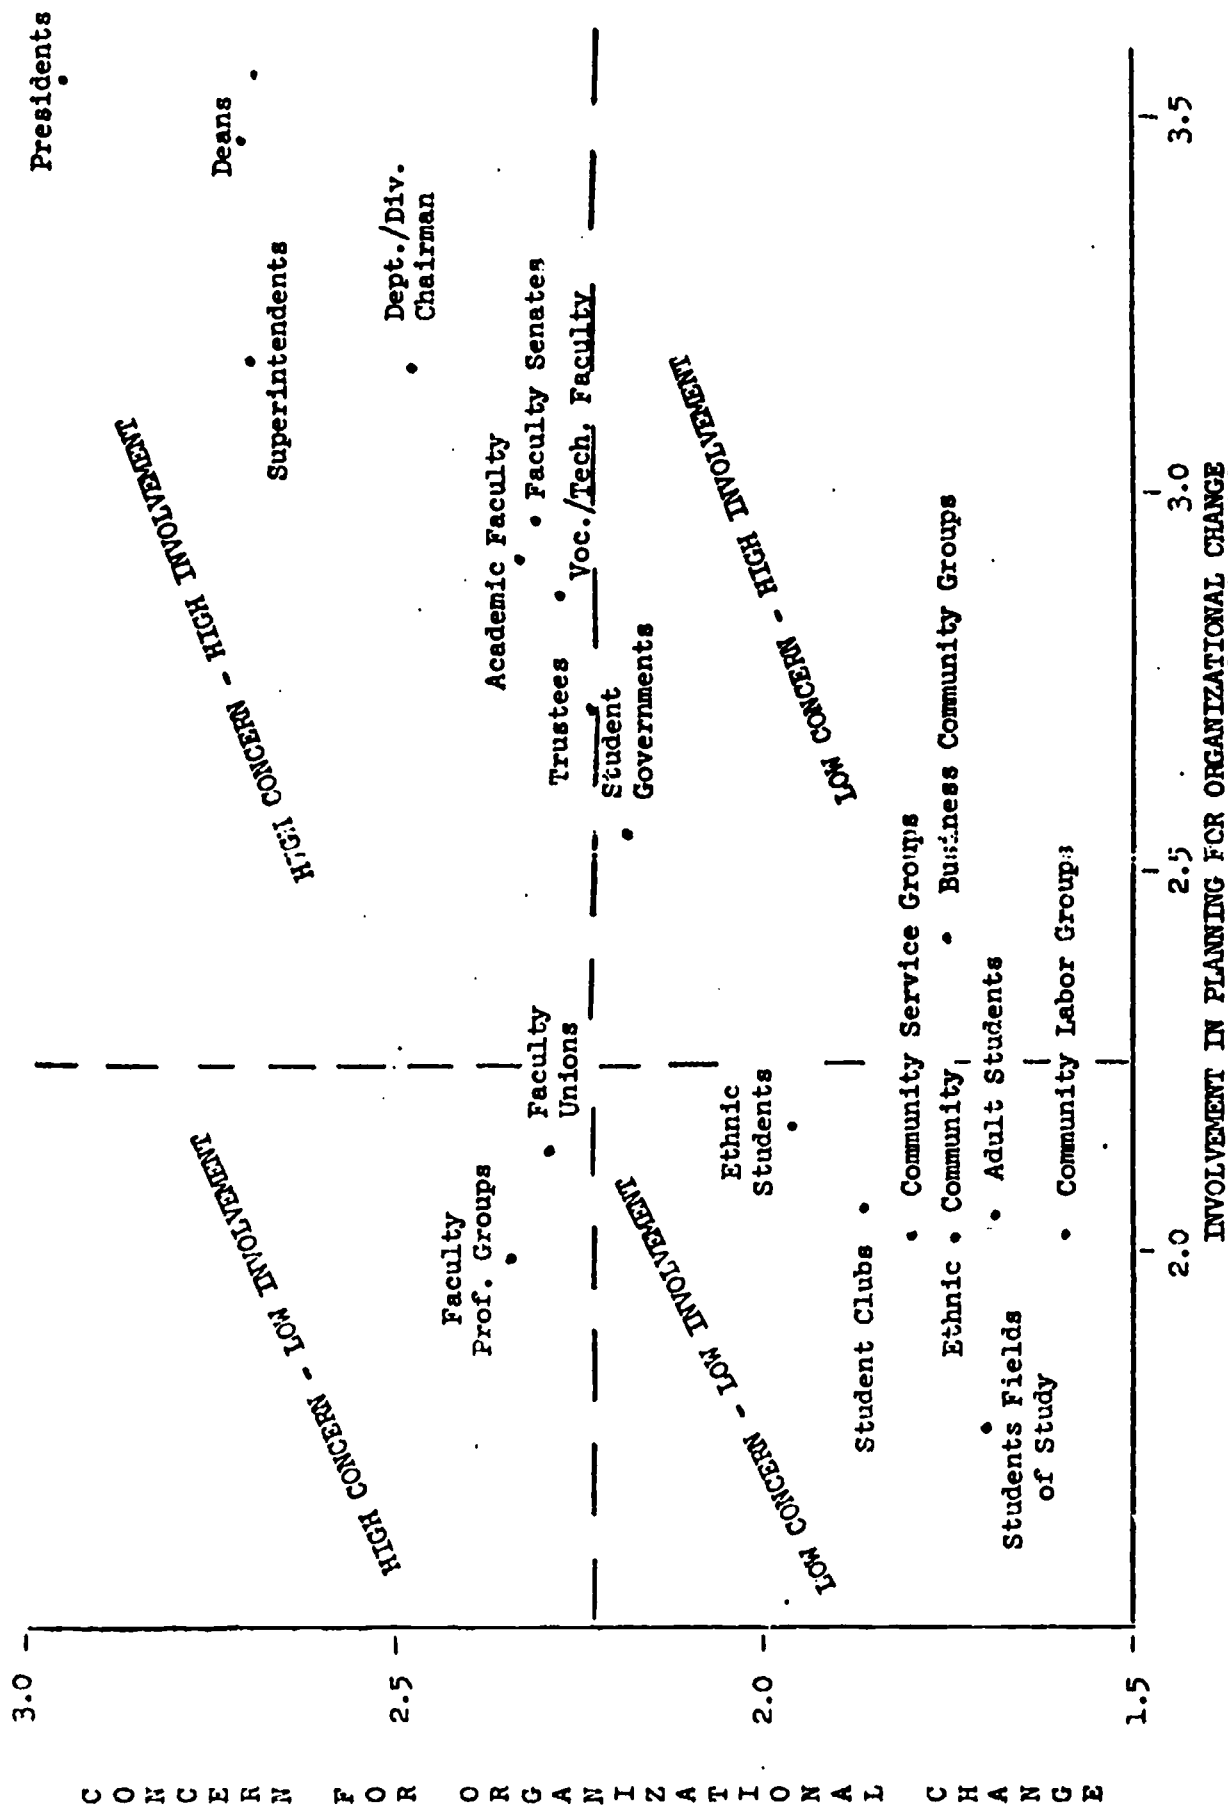 Presidents
Deans
Superintendents
Dept./Div.
Chairman
HIGH CONCERN - HIGH INVOLVEMENT
HIGH CONCERN - LOW INVOLVEMENT
Faculty
Prof. Groups
Faculty
Unions
Academic Faculty
Faculty Senates
Voc./Tech. Faculty
Trustees
Student
Governments
LOW CONCERN - LOW INVOLVEMENT
LOW CONCERN - HIGH INVOLVEMENT
Ethnic
Students
Student Clubs
Community Service Groups
Ethnic Community
Business Community Groups
Adult Students
Students Fields
of Study
Community Labor Groups
3.0
2.5
2.0
1.5
CONCERN FOR ORGANIZATIONAL CHANGE
2.0
2.5
3.0
3.5
INVOLVEMENT IN PLANNING FOR ORGANIZATIONAL CHANGE